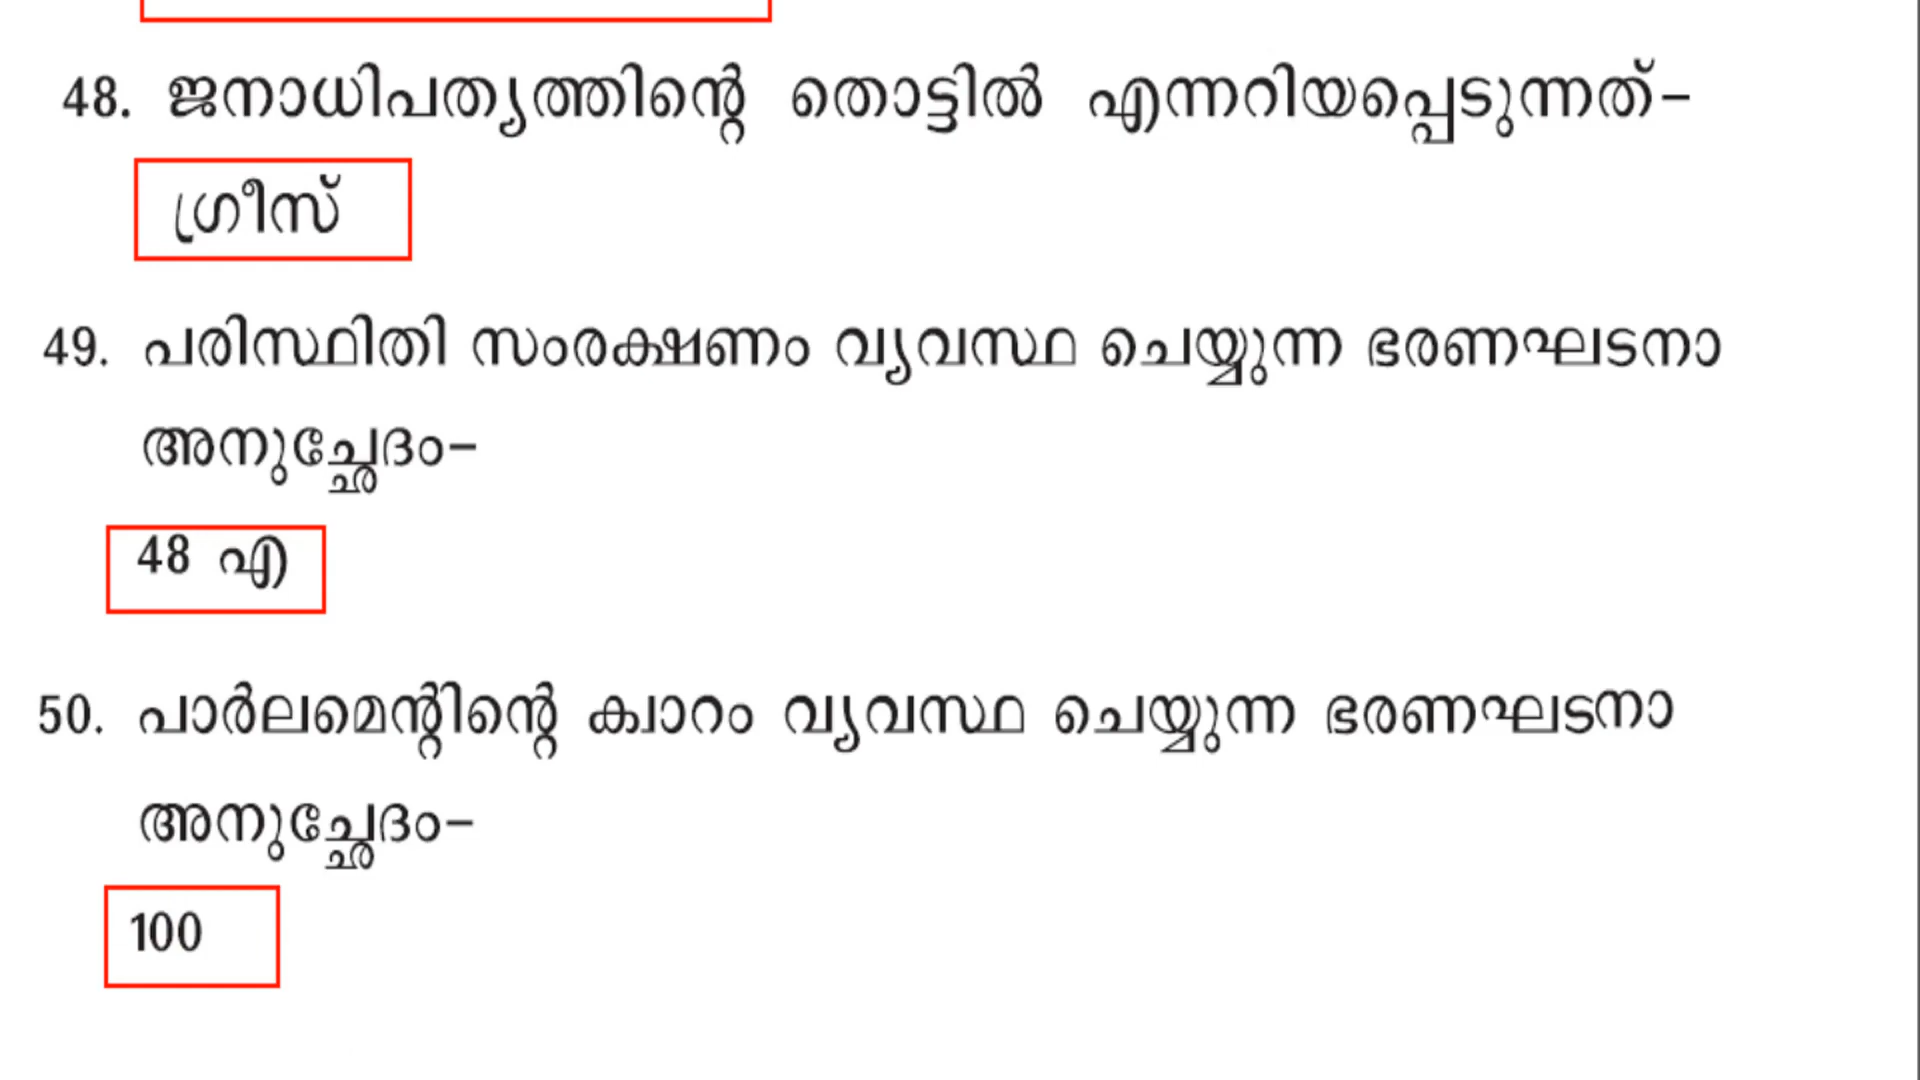 48. ജനാധിപത്യത്തിന്റെ തൊട്ടിൽ എന്നറിയപ്പെടുന്നത്-
ഗ്രീസ്
49. പരിസ്ഥിതി സംരക്ഷണം വ്യവസ്ഥ ചെയ്യുന്ന ഭരണഘടനാ
അനുച്ഛേദം-
48 എ
50. പാർലമെന്റിന്റെ ക്വാറം വ്യവസ്ഥ ചെയ്യുന്ന ഭരണഘടനാ
അനുച്ഛേദം-
100